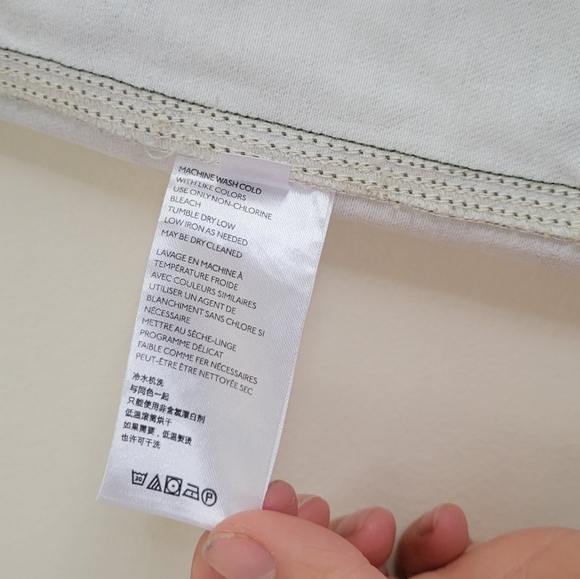 MACHINE WASH COLD
WITH LIKE COLORS
USE ONLY NON-CHLORINE
BLEACH
TUMBLE DRY LOW
LOW IRON AS NEEDED
MAY BE DRY CLEANED
LAVAGE EN MACHINE À
TEMPÉRATURE FROIDE
AVEC COULEURS SIMILAIRES
UTILISER UN AGENT DE
BLANCHIMENT SANS CHLORE SI
NÉCESSAIRE
METTRE AU SÈCHE-LINGE
PROGRAMME DÉLICAT
FAIBLE COMME FER NÉCESSAIRES
PEUT-ÊTRE ÊTRE NETTOYÉE SEC
冷水机洗
与同色一起
只能使用非含氯漂白剂
低温滚筒烘干
如果需要，低温熨烫
也许可干洗
30 P